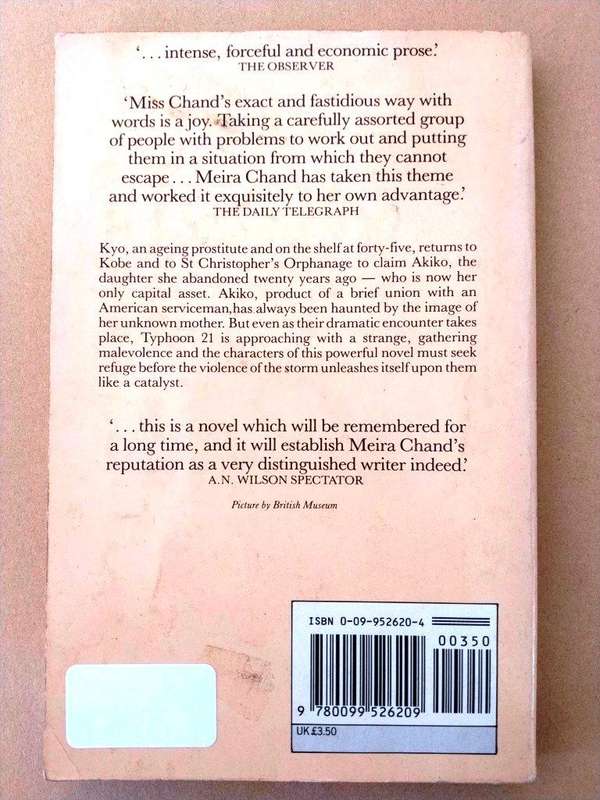 ‘. . . intense, forceful and economic prose.’
THE OBSERVER
‘Miss Chand’s exact and fastidious way with
words is a joy. Taking a carefully assorted group
of people with problems to work out and putting
them in a situation from which they cannot
escape . . . Meira Chand has taken this theme
and worked it exquisitely to her own advantage.’
THE DAILY TELEGRAPH
Kyo, an ageing prostitute and on the shelf at forty-five, returns to
Kobe and to St Christopher’s Orphanage to claim Akiko, the
daughter she abandoned twenty years ago — who is now her
only capital asset. Akiko, product of a brief union with an
American serviceman,has always been haunted by the image of
her unknown mother. But even as their dramatic encounter takes
place, Typhoon 21 is approaching with a strange, gathering
malevolence and the characters of this powerful novel must seek
refuge before the violence of the storm unleashes itself upon them
like a catalyst.
‘. . . this is a novel which will be remembered for
a long time, and it will establish Meira Chand’s
reputation as a very distinguished writer indeed.’
A.N. WILSON SPECTATOR
Picture by British Museum
ISBN 0-09-952620-4
00350
9 780099 526209
UK £3.50